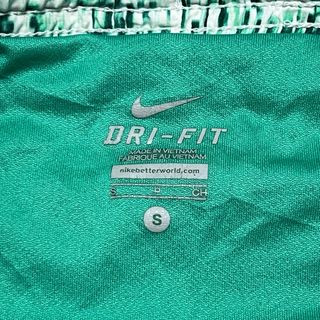 DRI-FIT
MADE IN VIETNAM
FABRIQUÉ AU VIETNAM
nikebetterworld.com
S P CH
S